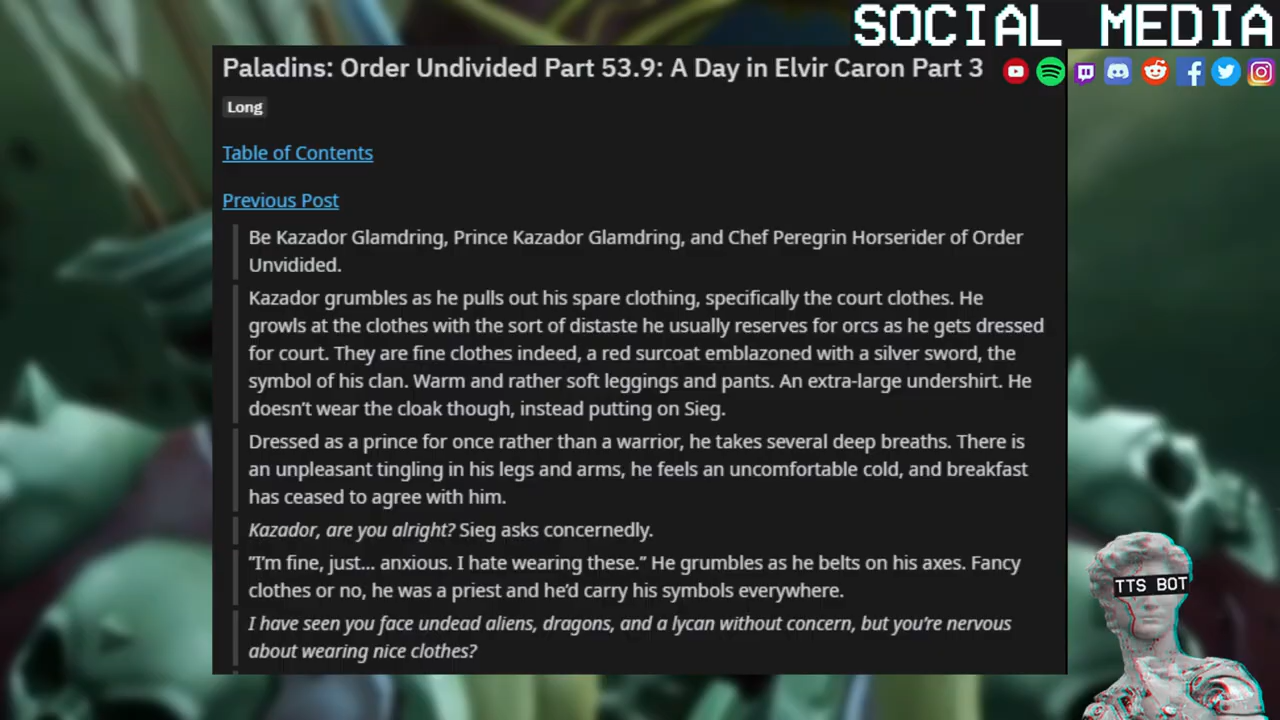 SOCIAL MEDIA
Paladins: Order Undivided Part 53.9: A Day in Elvir Caron Part 3
Long
Table of Contents
Previous Post
Be Kazador Glamdring, Prince Kazador Glamdring, and Chef Peregrin Horserider of Order
Unvidided.
Kazador grumbles as he pulls out his spare clothing, specifically the court clothes. He
growls at the clothes with the sort of distaste he usually reserves for orcs as he gets dressed
for court. They are fine clothes indeed, a red surcoat emblazoned with a silver sword, the
symbol of his clan. Warm and rather soft leggings and pants. An extra-large undershirt. He
doesn’t wear the cloak though, instead putting on Sieg.
Dressed as a prince for once rather than a warrior, he takes several deep breaths. There is
an unpleasant tingling in his legs and arms, he feels an uncomfortable cold, and breakfast
has ceased to agree with him.
Kazador, are you alright? Sieg asks concernedly.
“I’m fine, just... anxious. I hate wearing these.” He grumbles as he belts on his axes. Fancy
clothes or no, he was a priest and he’d carry his symbols everywhere.
I have seen you face undead aliens, dragons, and a lycan without concern, but you’re nervous
about wearing nice clothes?
TTS BOT